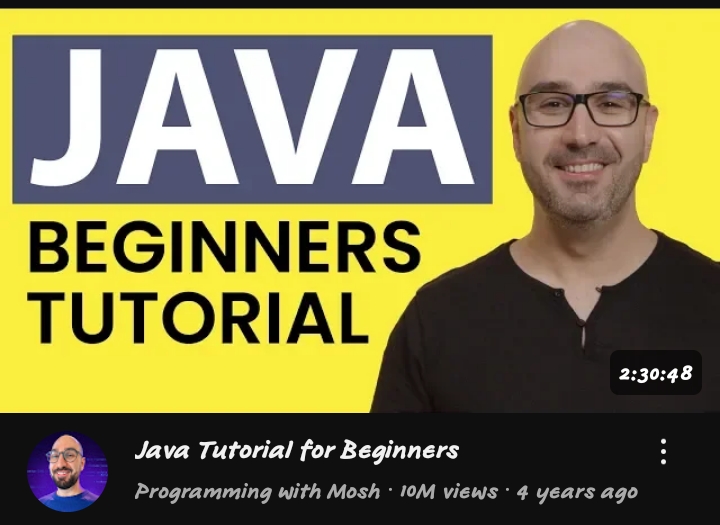 JAVA
BEGINNERS
TUTORIAL
2:30:48
Java Tutorial for Beginners
Programming with Mosh · 10M views · 4 years ago